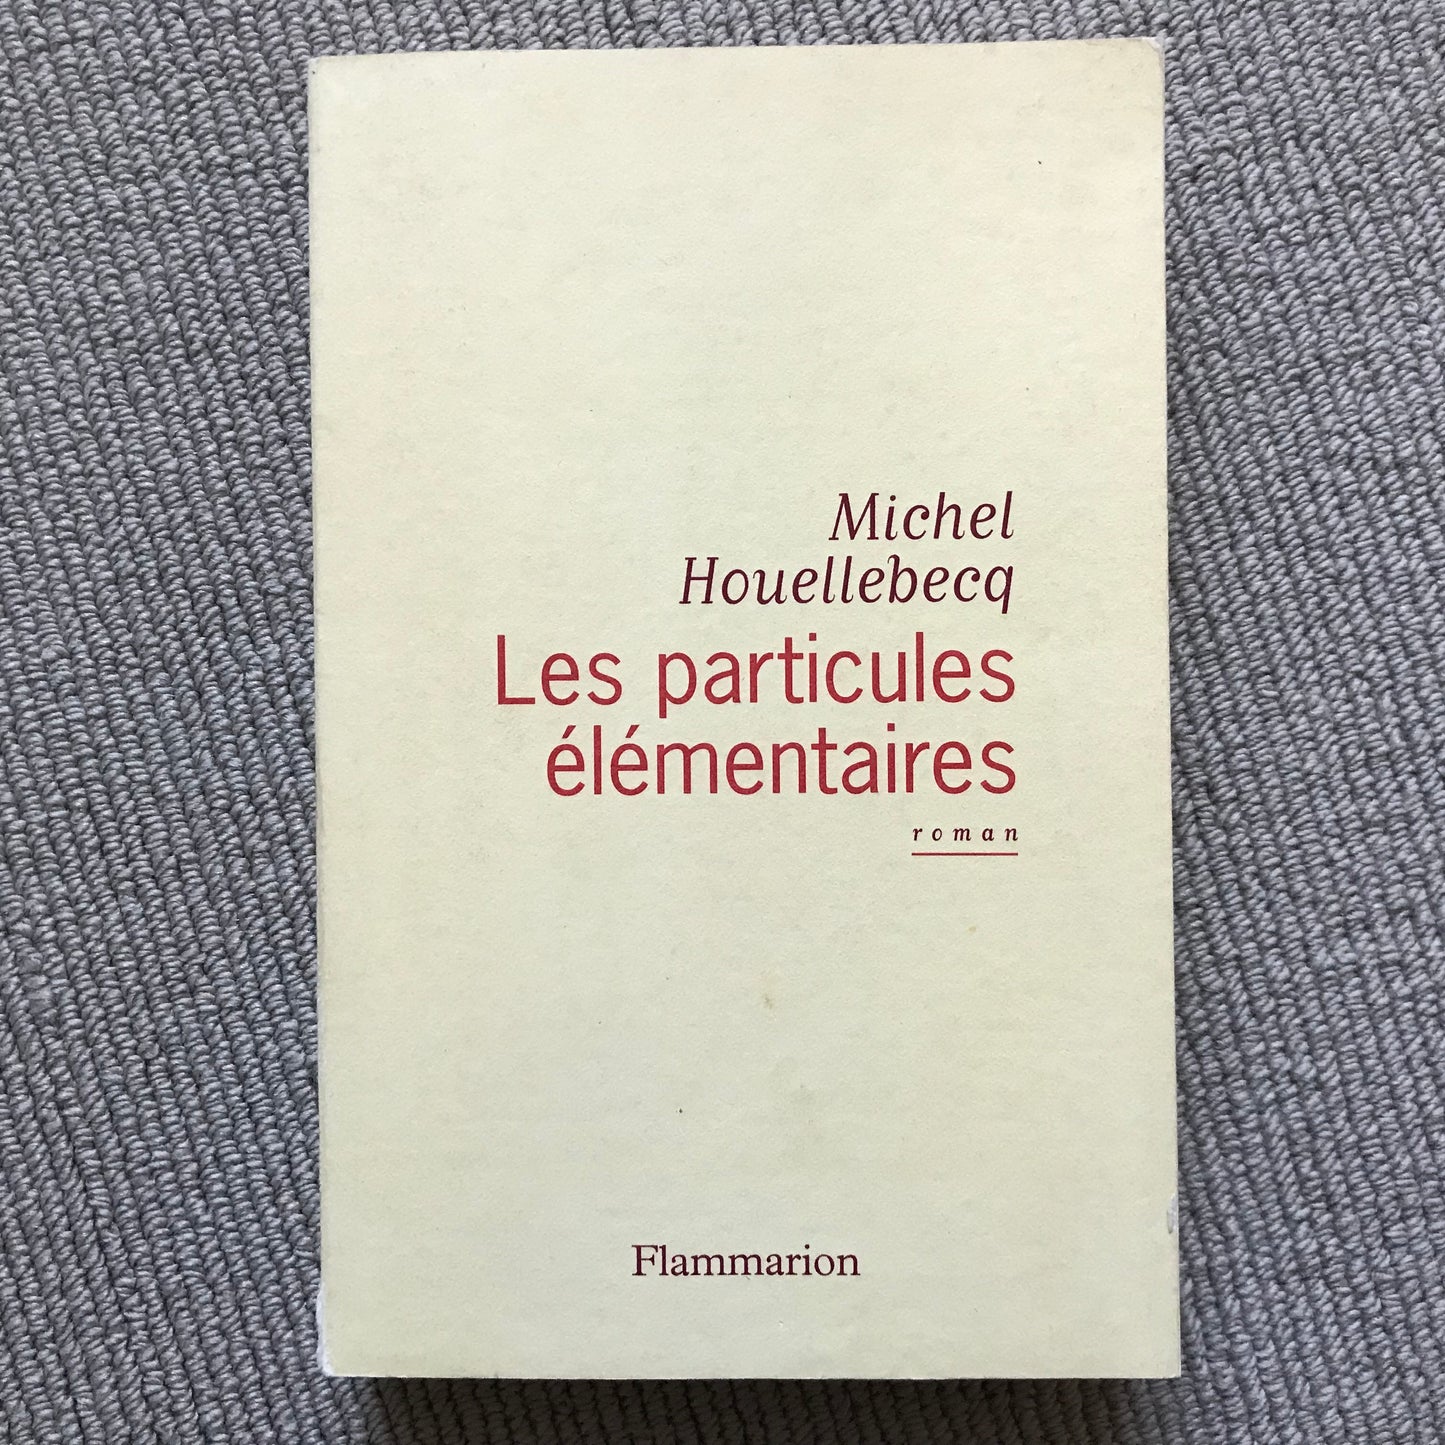 Michel
Houellebecq
Les particules
élémentaires
roman
Flammarion